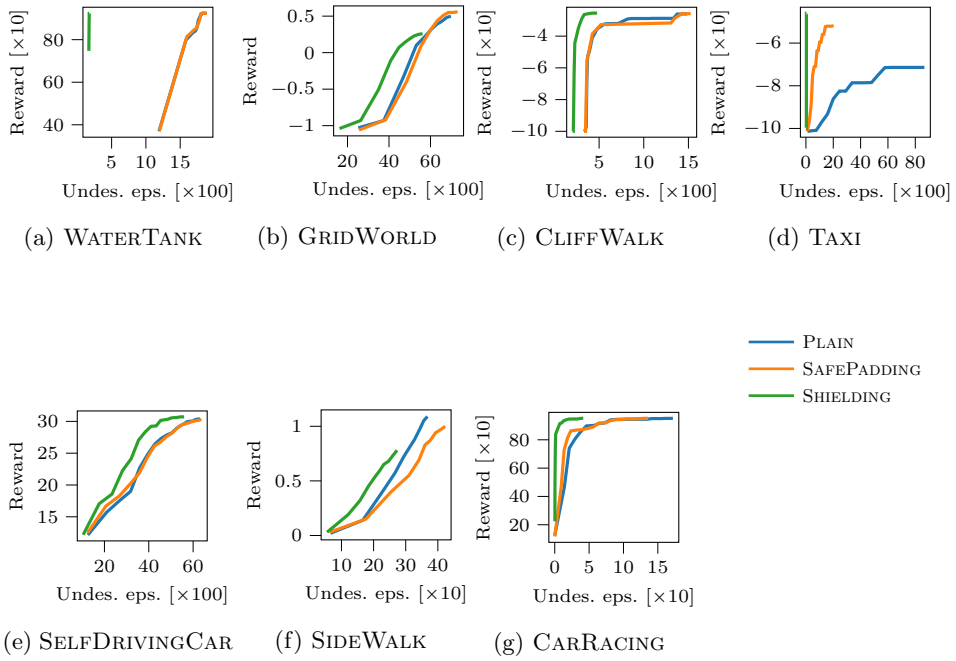 Reward [×10]
80
60
40
5
10
15
Undes. eps. [×100]
(a) WATERTANK
Reward
0.5
0
−0.5
−1
20
40
60
Undes. eps. [×100]
(b) GRIDWORLD
Reward [×10]
−4
−6
−8
−10
5
10
15
Undes. eps. [×100]
(c) CLIFFWALK
Reward [×10]
−6
−8
−10
0
20
40
60
80
Undes. eps. [×100]
(d) TAXI
PLAIN
SAFEPADDING
SHIELDING
Reward
30
25
20
15
20
40
60
Undes. eps. [×100]
(e) SELFDRIVINGCAR
Reward
1
0.5
0
10
20
30
40
Undes. eps. [×10]
(f) SIDEWALK
Reward [×10]
80
60
40
20
0
5
10
15
Undes. eps. [×10]
(g) CARRACING